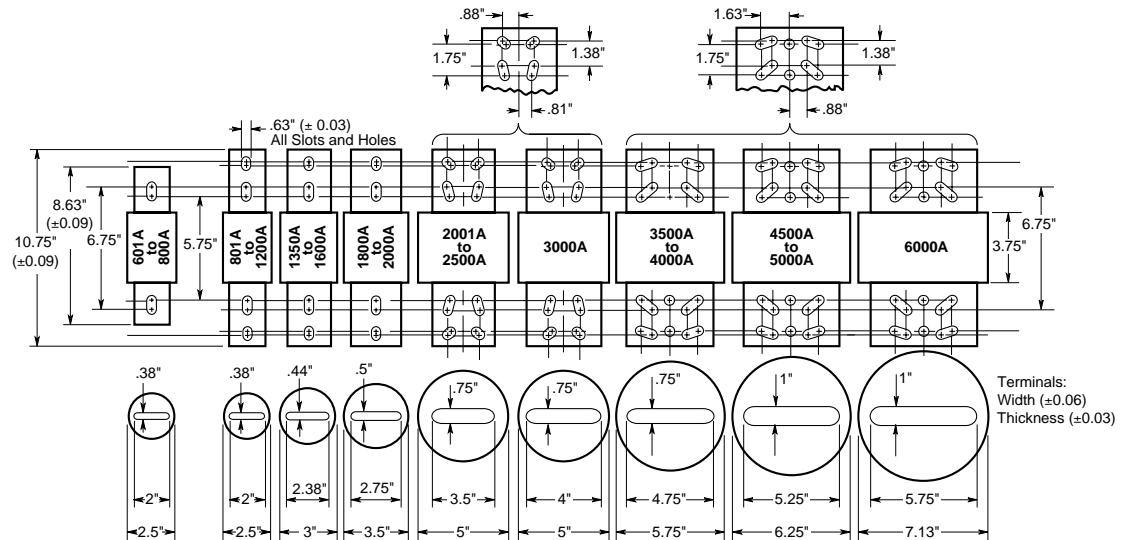 .88"
1.63"
1.75"
1.38"
1.75"
1.38"
.81"
.88"
.63" (± 0.03)
All Slots and Holes
10.75"
(±0.09)
8.63"
(±0.09)
6.75"
5.75"
601A
to
800A
801A
to
1200A
1350A
to
1600A
1800A
to
2000A
2001A
to
2500A
3000A
3500A
to
4000A
4500A
to
5000A
6000A
6.75"
3.75"
.38"
.38"
.44"
.5"
.75"
.75"
.75"
1"
1"
Terminals:
Width (±0.06)
Thickness (±0.03)
2"
2"
2.38"
2.75"
3.5"
4"
4.75"
5.25"
5.75"
2.5"
2.5"
3"
3.5"
5"
5"
5.75"
6.25"
7.13"